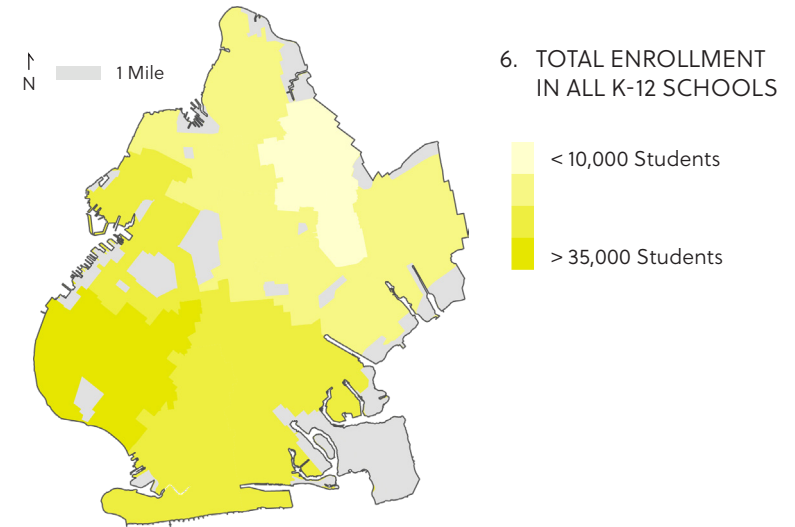 N
1 Mile
6. TOTAL ENROLLMENT
IN ALL K-12 SCHOOLS
< 10,000 Students
> 35,000 Students